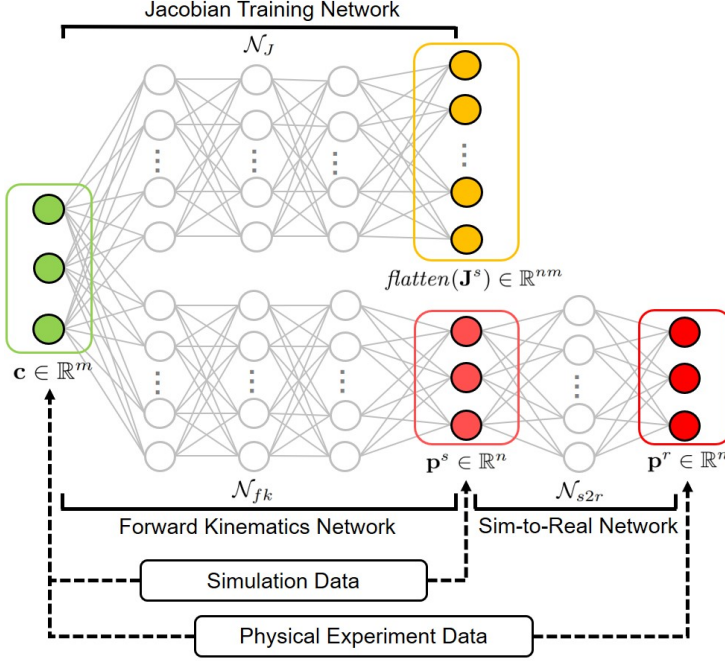 Jacobian Training Network
𝒩_J
flatten(J^s) ∈ ℝ^{nm}
c ∈ ℝ^m
p^s ∈ ℝ^n
p^r ∈ ℝ^n
𝒩_{fk}
𝒩_{s2r}
Forward Kinematics Network
Sim-to-Real Network
Simulation Data
Physical Experiment Data